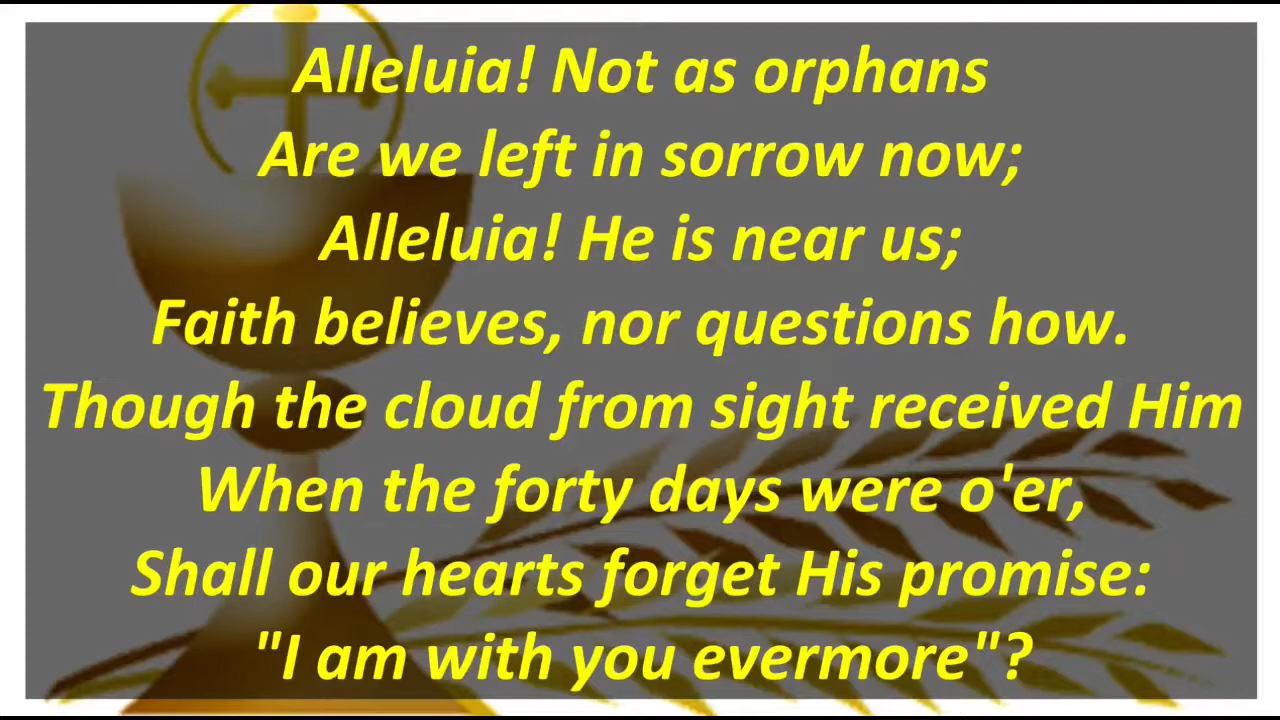 Alleluia! Not as orphans
Are we left in sorrow now;
Alleluia! He is near us;
Faith believes, nor questions how.
Though the cloud from sight received Him
When the forty days were o'er,
Shall our hearts forget His promise:
"I am with you evermore"?